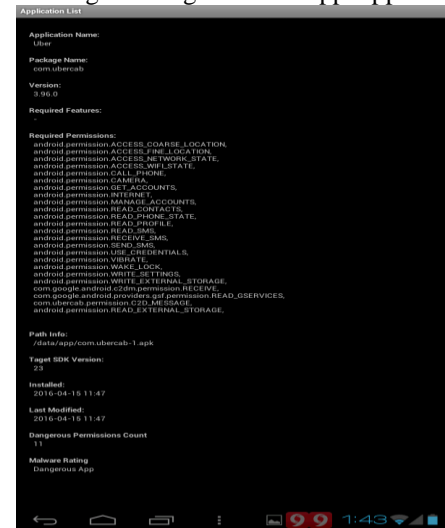 Application List
Application Name:
Uber
Package Name:
com.ubercab
Version:
3.96.0
Required Features:
-
Required Permissions:
android.permission.ACCESS_COARSE_LOCATION,
android.permission.ACCESS_FINE_LOCATION,
android.permission.ACCESS_NETWORK_STATE,
android.permission.ACCESS_WIFI_STATE,
android.permission.CALL_PHONE,
android.permission.CAMERA,
android.permission.GET_ACCOUNTS,
android.permission.INTERNET,
android.permission.MANAGE_ACCOUNTS,
android.permission.READ_CONTACTS,
android.permission.READ_PHONE_STATE,
android.permission.READ_PROFILE,
android.permission.READ_SMS,
android.permission.RECEIVE_SMS,
android.permission.SEND_SMS,
android.permission.USE_CREDENTIALS,
android.permission.VIBRATE,
android.permission.WAKE_LOCK,
android.permission.WRITE_SETTINGS,
android.permission.WRITE_EXTERNAL_STORAGE,
com.google.android.c2dm.permission.RECEIVE,
com.google.android.providers.gsf.permission.READ_GSERVICES,
com.ubercab.permission.C2D_MESSAGE,
android.permission.READ_EXTERNAL_STORAGE,
Path Info:
/data/app/com.ubercab-1.apk
Taget SDK Version:
23
Installed:
2016-04-15 11:47
Last Modified:
2016-04-15 11:47
Dangerous Permissions Count
11
Malware Rating
Dangerous App
9 9 1:43